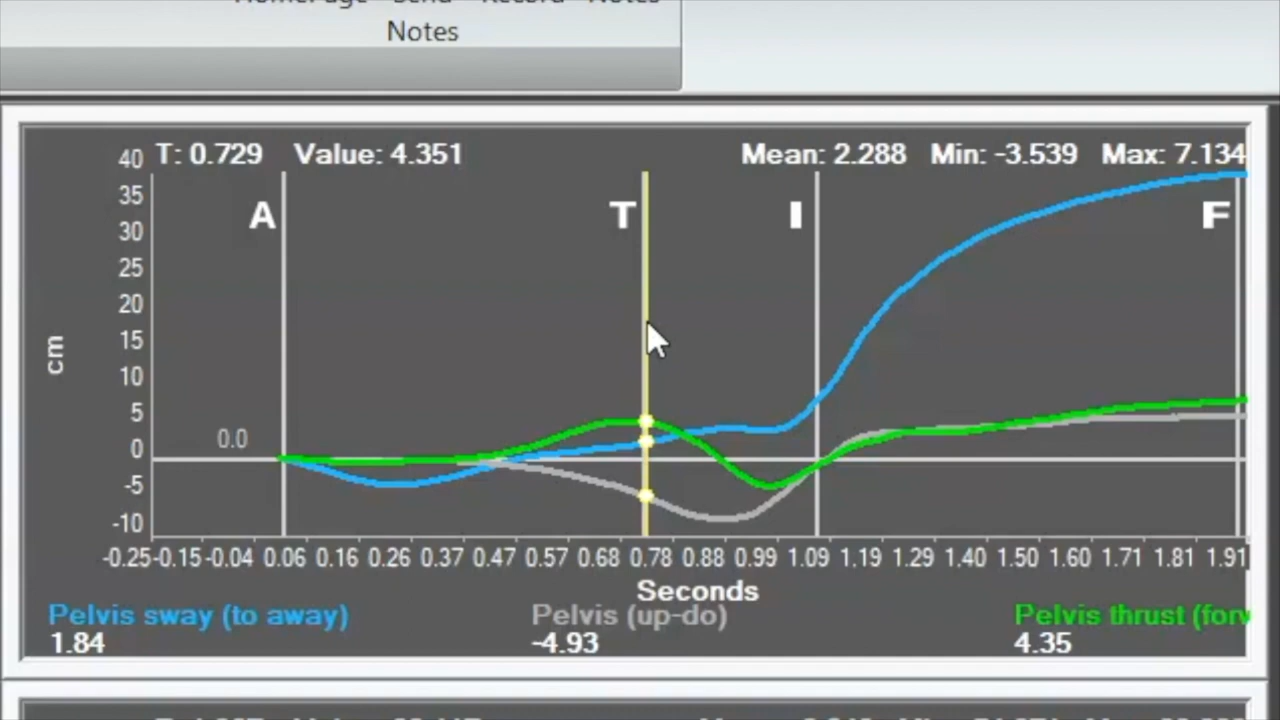 HomePage Send Record Notes
Notes
T: 0.729 Value: 4.351 Mean: 2.288 Min: -3.539 Max: 7.134
40
35
30
25
20
15
10
5
0
-5
-10
cm
A T I F
0.0
-0.25 -0.15 -0.04 0.06 0.16 0.26 0.37 0.47 0.57 0.68 0.78 0.88 0.99 1.09 1.19 1.29 1.40 1.50 1.60 1.71 1.81 1.91
Seconds
Pelvis sway (to away) Pelvis (up-do) Pelvis thrust (forv
1.84 -4.93 4.35